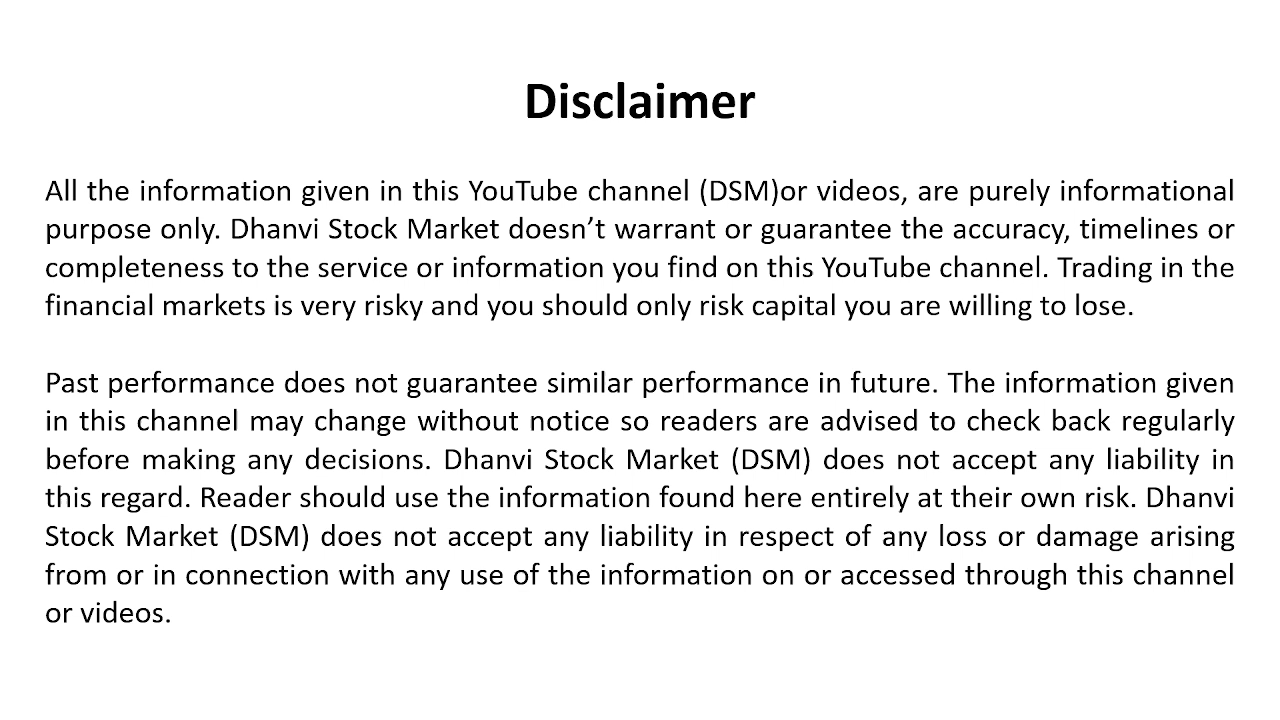 Disclaimer
All the information given in this YouTube channel (DSM)or videos, are purely informational
purpose only. Dhanvi Stock Market doesn’t warrant or guarantee the accuracy, timelines or
completeness to the service or information you find on this YouTube channel. Trading in the
financial markets is very risky and you should only risk capital you are willing to lose.
Past performance does not guarantee similar performance in future. The information given
in this channel may change without notice so readers are advised to check back regularly
before making any decisions. Dhanvi Stock Market (DSM) does not accept any liability in
this regard. Reader should use the information found here entirely at their own risk. Dhanvi
Stock Market (DSM) does not accept any liability in respect of any loss or damage arising
from or in connection with any use of the information on or accessed through this channel
or videos.